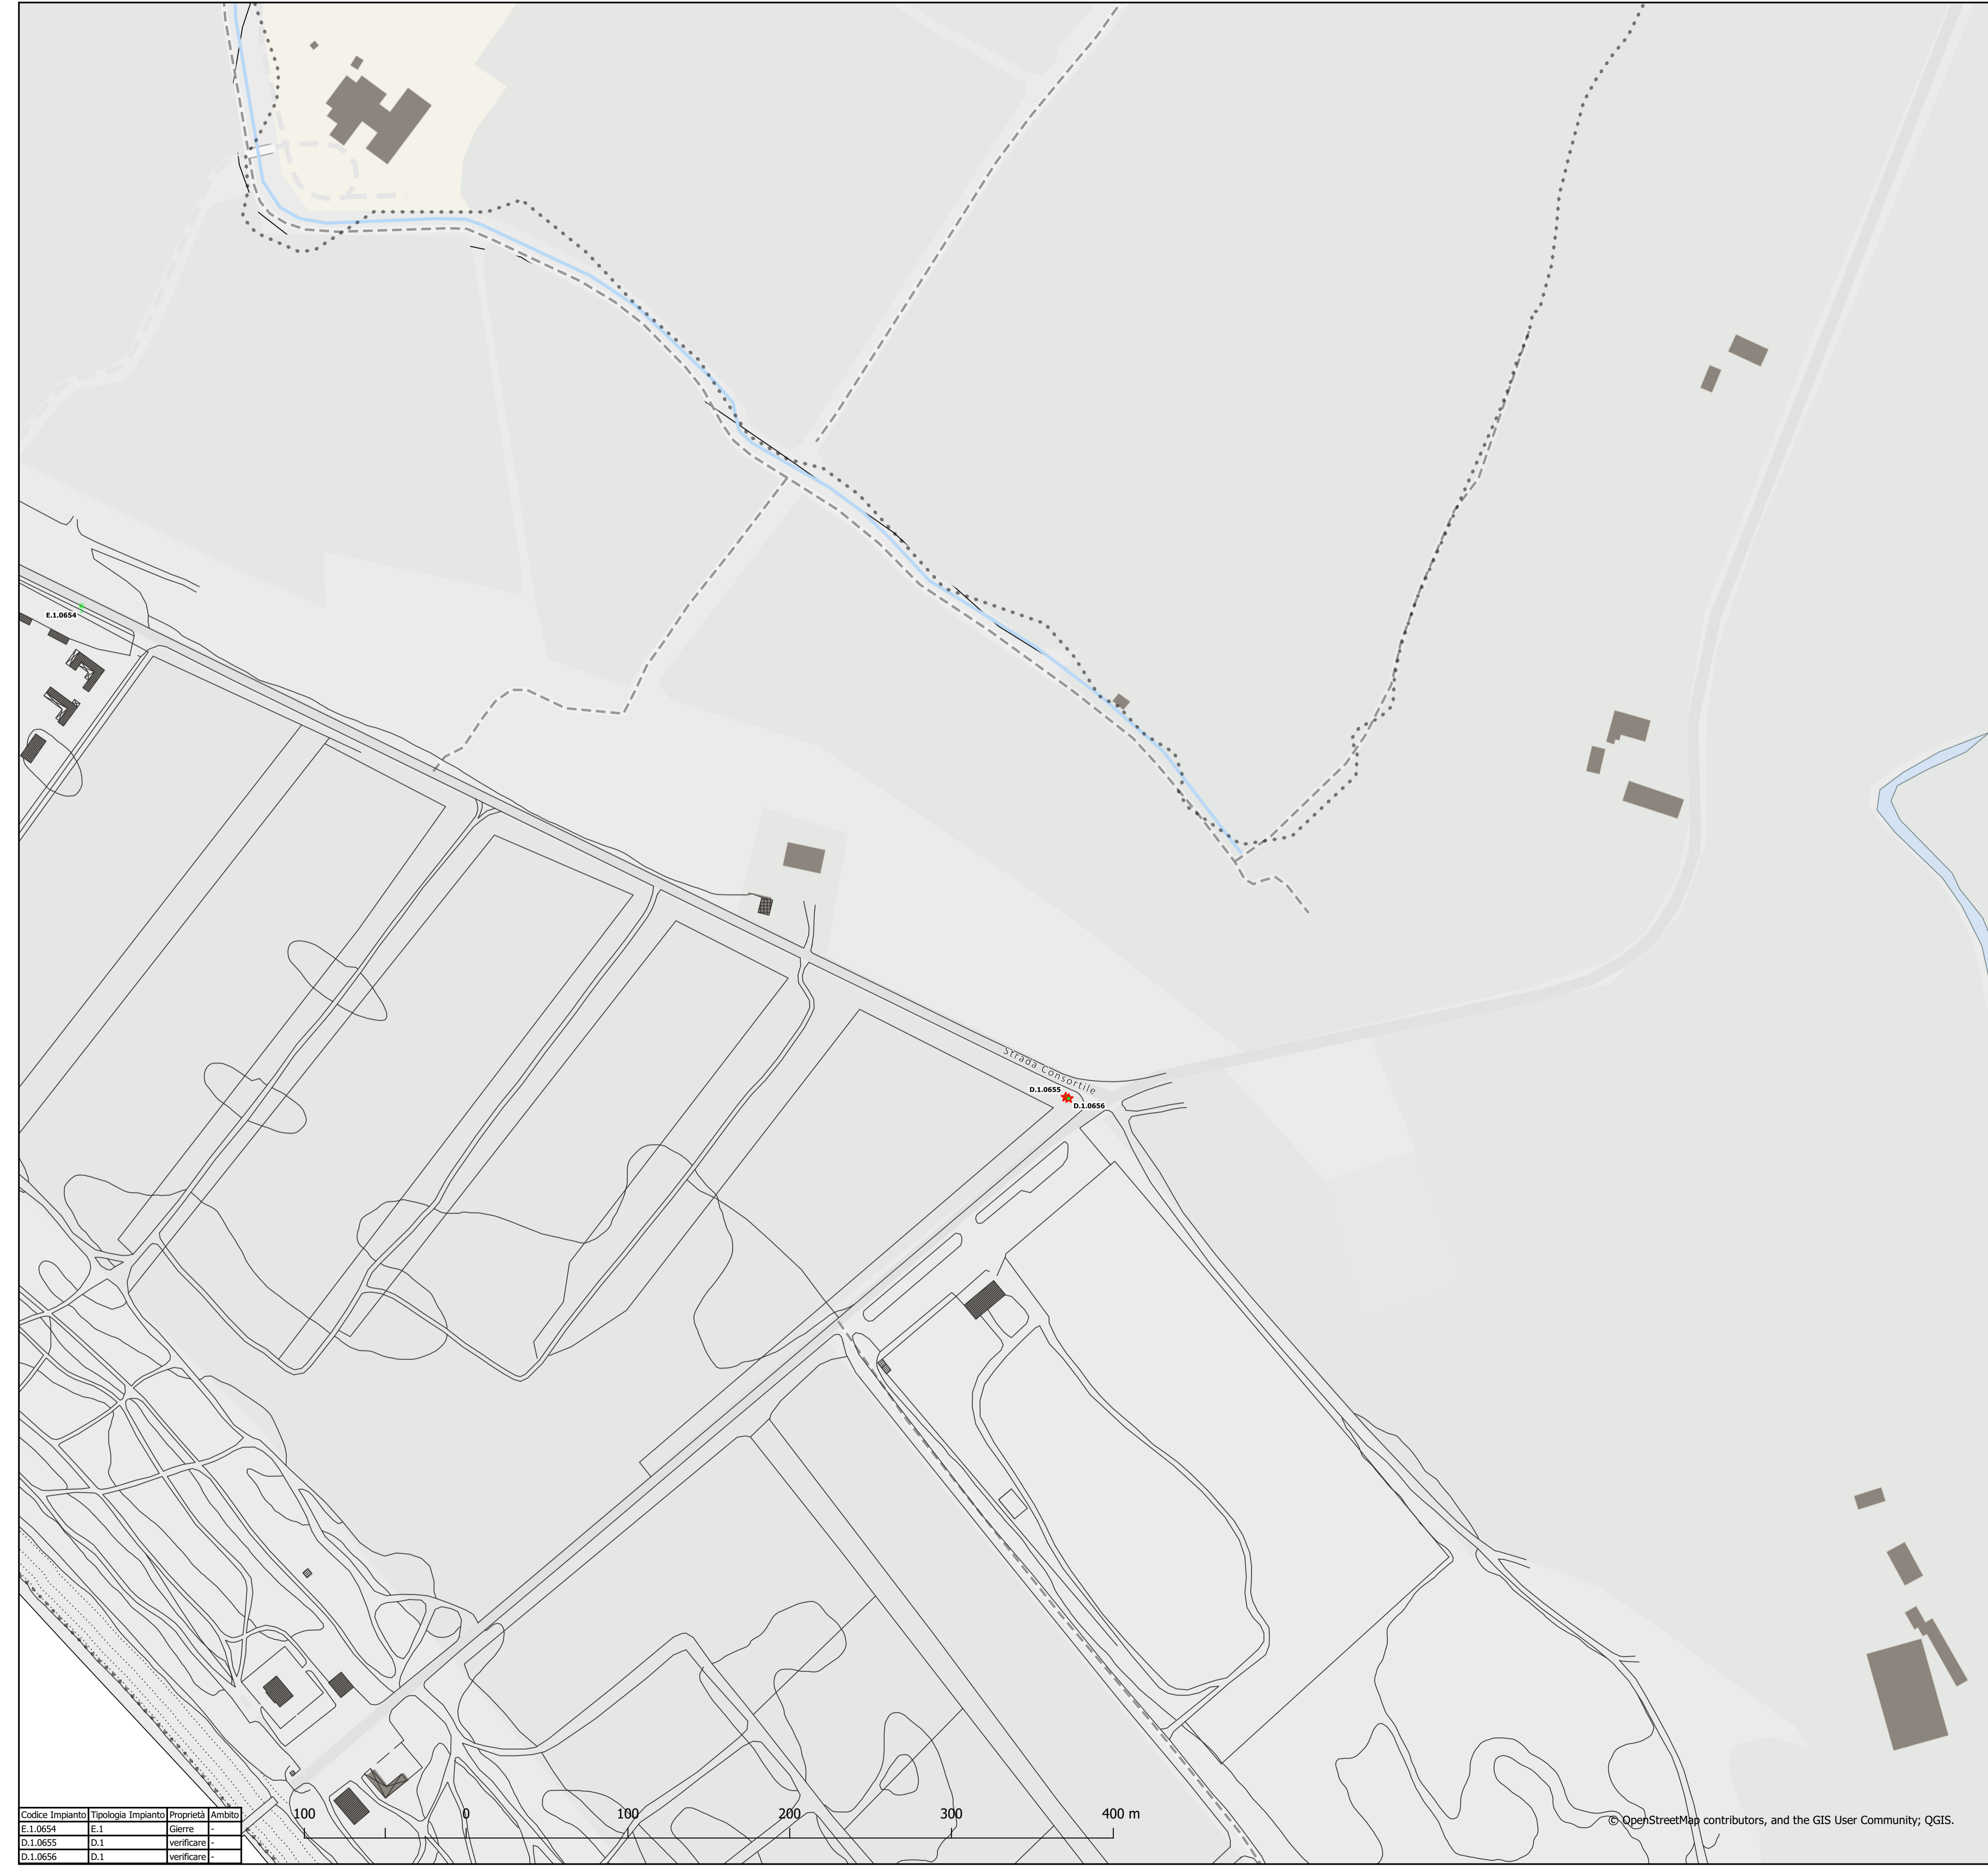 E.1.0654
Strada Consortile
D.1.0655
D.1.0656
Codice Impianto Tipologia Impianto Proprietà Ambito
E.1.0654 E.1 Gierre -
D.1.0655 D.1 verificare -
D.1.0656 D.1 verificare -
100 0 100 200 300 400 m
© OpenStreetMap contributors, and the GIS User Community; QGIS.